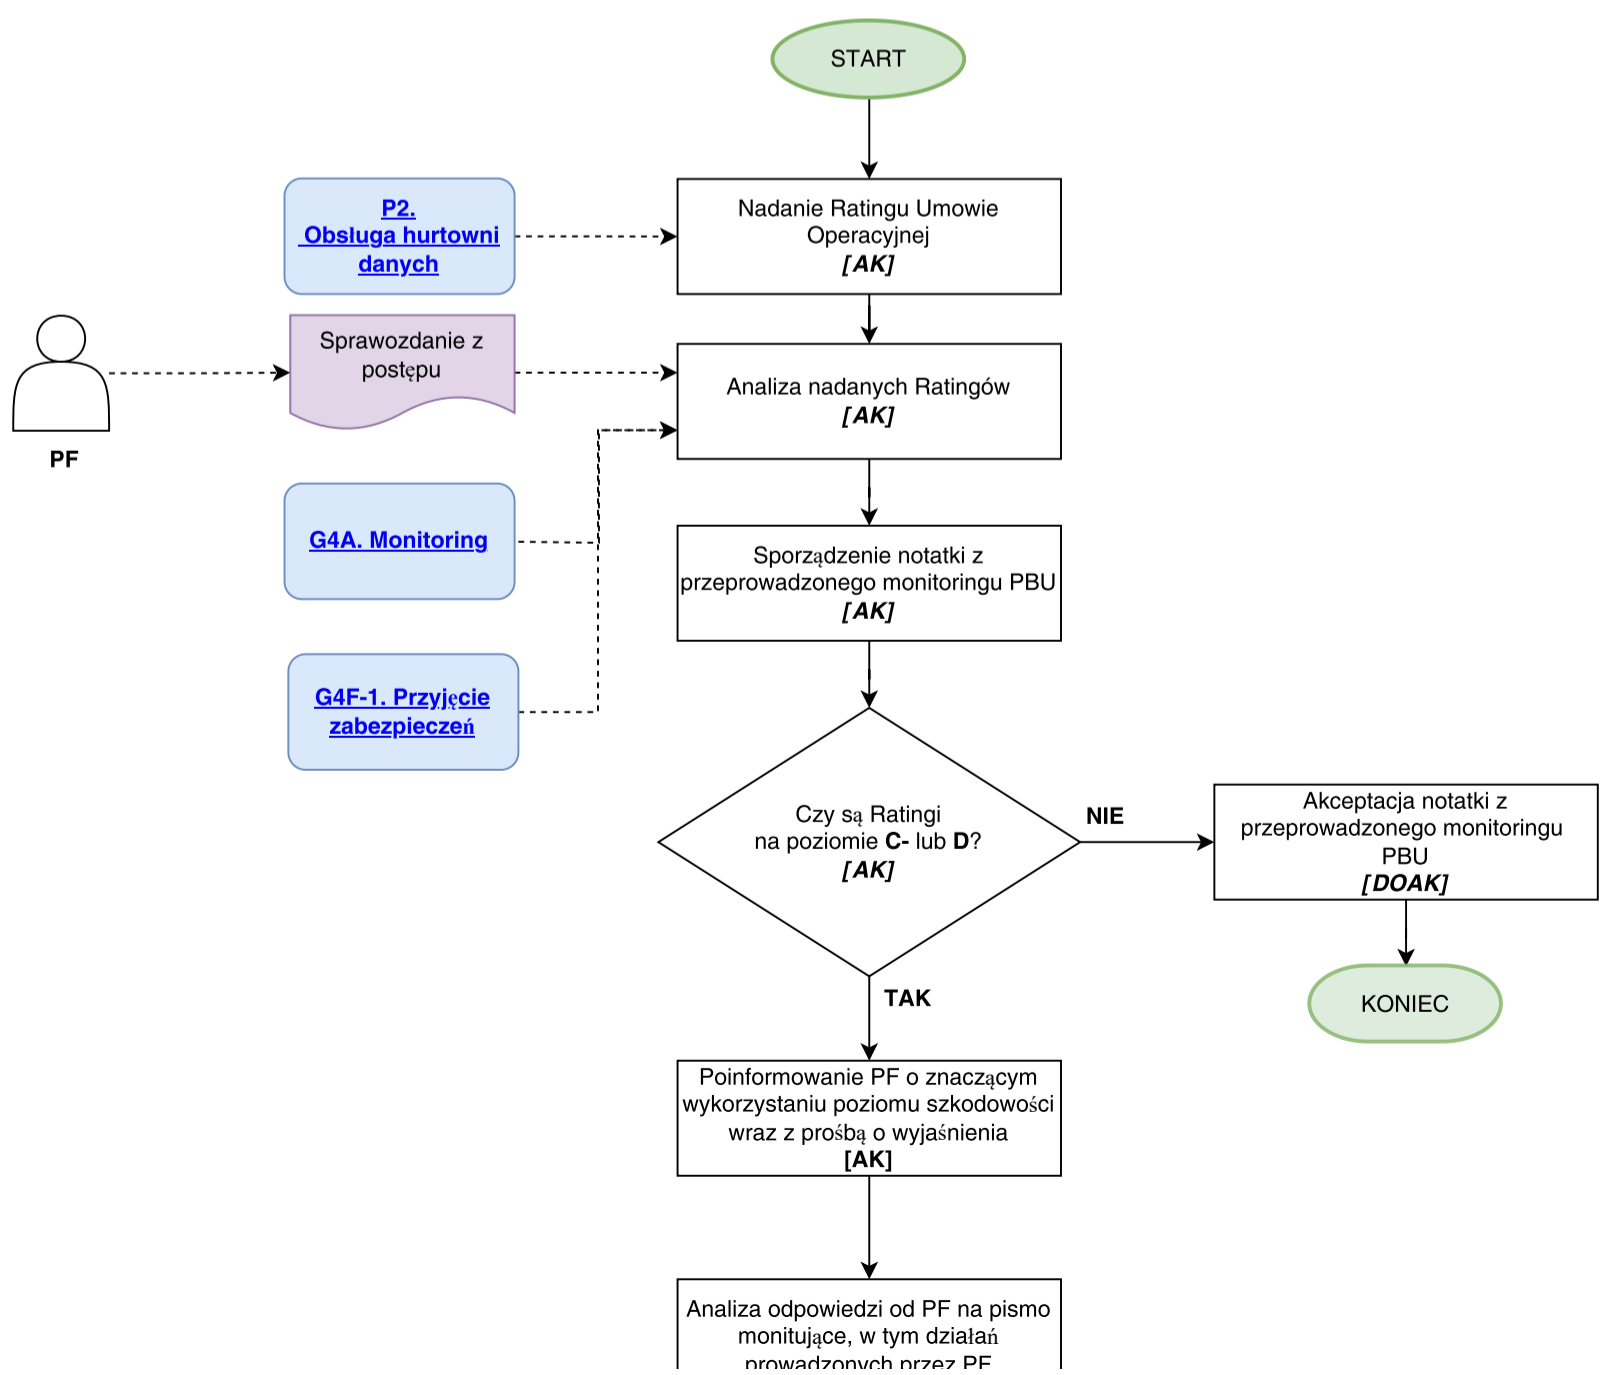 START
P2.
Obsługa hurtowni
danych
Nadanie Ratingu Umowie
Operacyjnej
[AK]
Sprawozdanie z
postępu
PF
Analiza nadanych Ratingów
[AK]
G4A. Monitoring
Sporządzenie notatki z
przeprowadzonego monitoringu PBU
[AK]
G4F-1. Przyjęcie
zabezpieczeń
Czy są Ratingi
na poziomie C- lub D?
[AK]
NIE
Akceptacja notatki z
przeprowadzonego monitoringu
PBU
[DOAK]
KONIEC
TAK
Poinformowanie PF o znaczącym
wykorzystaniu poziomu szkodowości
wraz z prośbą o wyjaśnienia
[AK]
Analiza odpowiedzi od PF na pismo
monitujące, w tym działań
prowadzonych przez PF